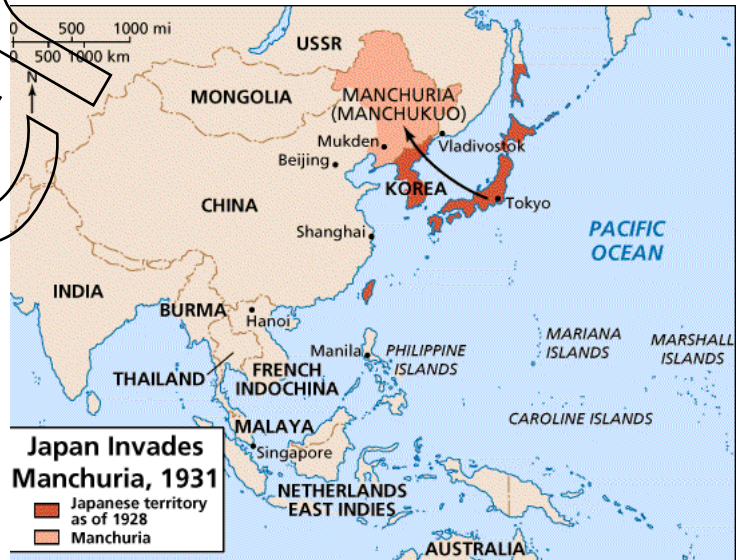 0 500 1000 mi
0 500 1000 km
N
USSR
MONGOLIA
MANCHURIA
(MANCHUKUO)
Mukden
Vladivostok
Beijing
KOREA
CHINA
Tokyo
Shanghai
PACIFIC
OCEAN
INDIA
BURMA
Hanoi
Manila
PHILIPPINE
ISLANDS
MARIANA
ISLANDS
MARSHALL
ISLANDS
THAILAND
FRENCH
INDOCHINA
CAROLINE ISLANDS
MALAYA
Singapore
NETHERLANDS
EAST INDIES
AUSTRALIA
Japan Invades
Manchuria, 1931
Japanese territory
as of 1928
Manchuria